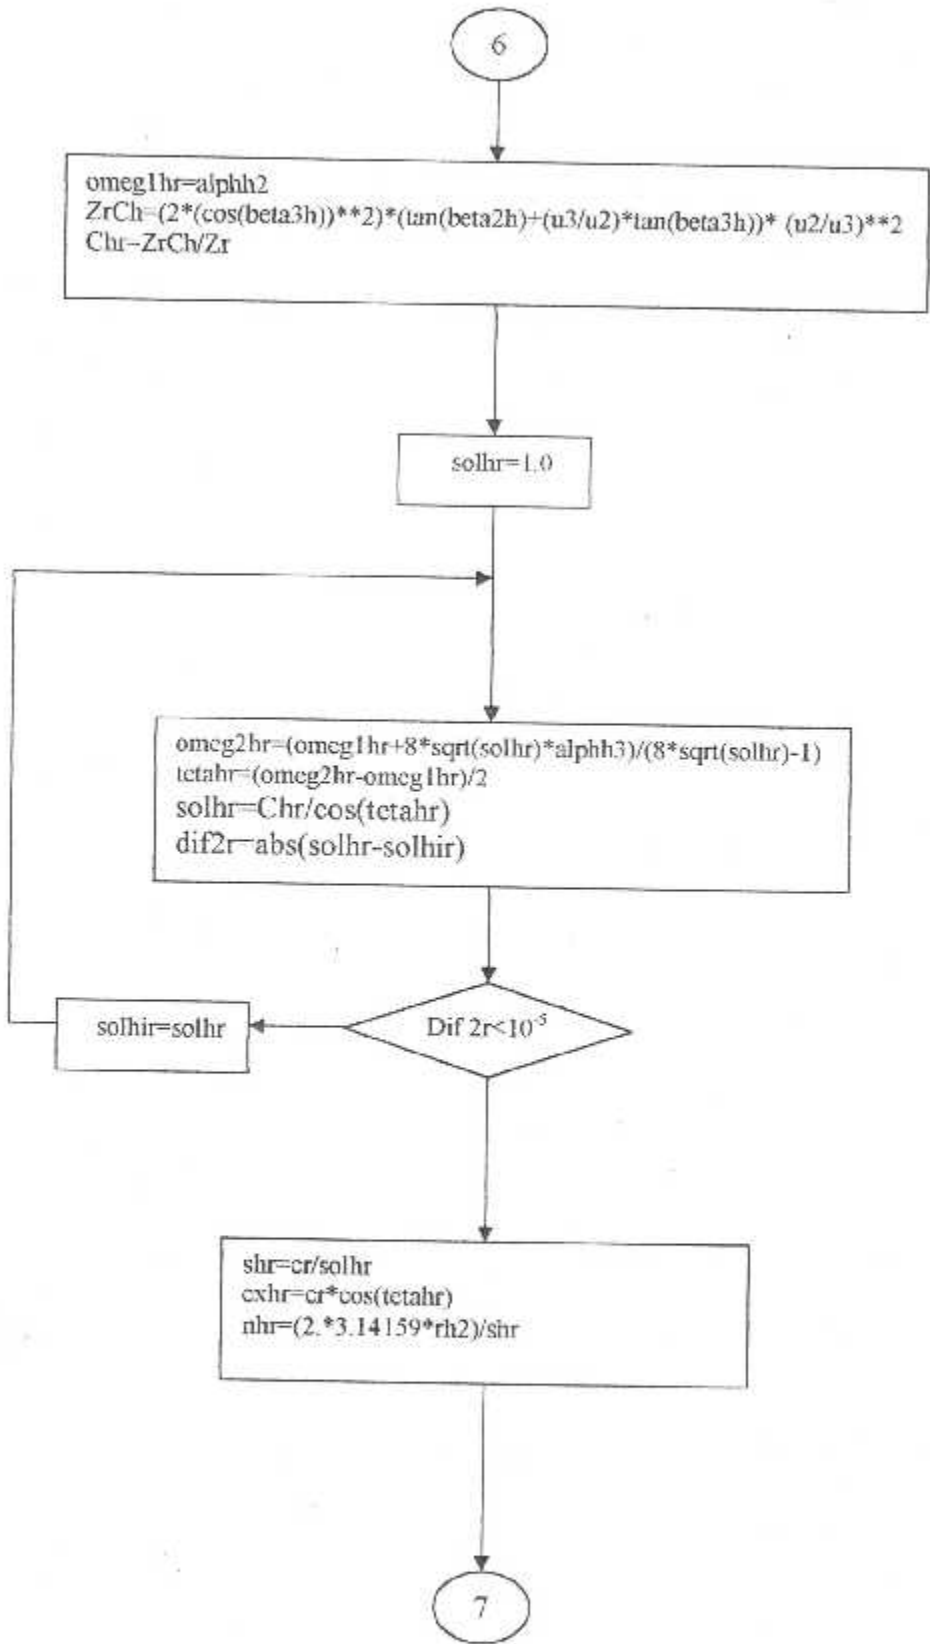 6
omeg1hr=alphh2
ZrCh=(2*(cos(beta3h))**2)*(tan(beta2h)+(u3/u2)*tan(beta3h))* (u2/u3)**2
Chr=ZrCh/Zr
solhr=1.0
omeg2hr=(omeg1hr+8*sqrt(solhr)*alphh3)/(8*sqrt(solhr)-1)
tetahr=(omeg2hr-omeg1hr)/2
solhr=Chr/cos(tetahr)
dif2r=abs(solhr-solhir)
solhir=solhr
Dif 2r<10⁻⁵
shr=cr/solhr
cxhr=cr*cos(tetahr)
nhr=(2.*3.14159*rh2)/shr
7